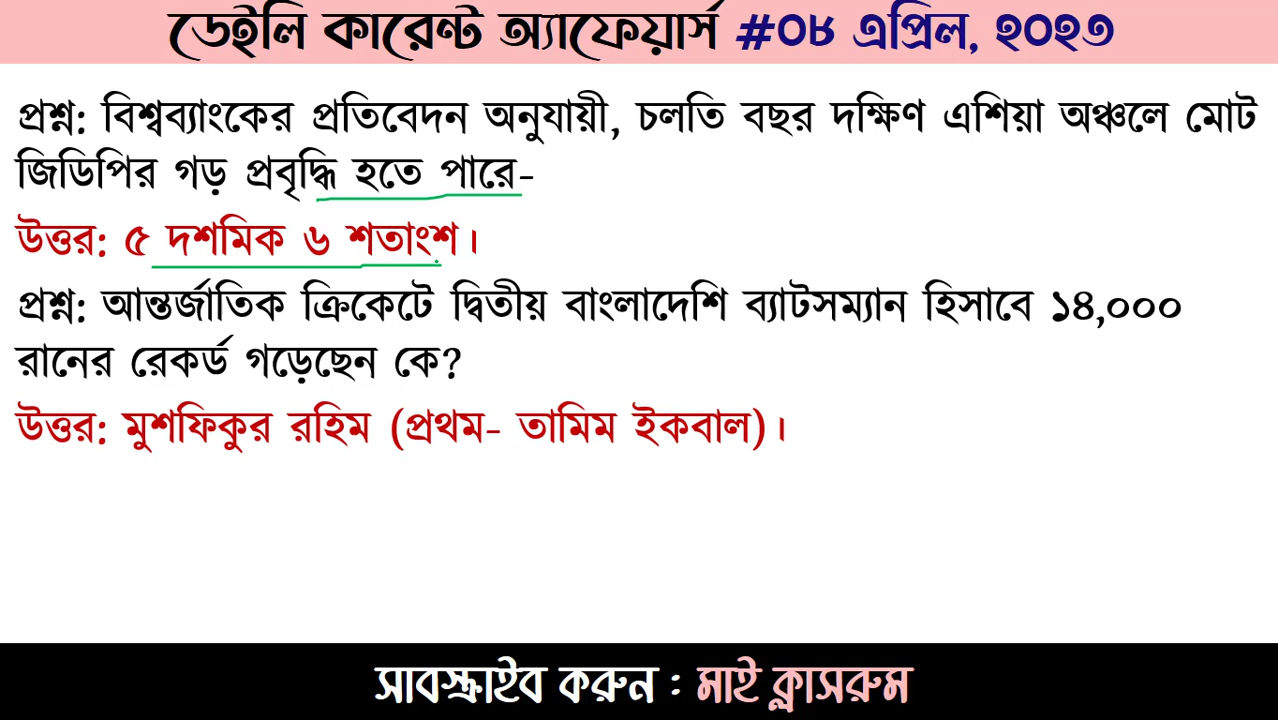 ডেইলি কারেন্ট অ্যাফেয়ার্স #০৮ এপ্রিল, ২০২৩
প্রশ্ন: বিশ্বব্যাংকের প্রতিবেদন অনুযায়ী, চলতি বছর দক্ষিণ এশিয়া অঞ্চলে মোট
জিডিপির গড় প্রবৃদ্ধি হতে পারে-
উত্তর: ৫ দশমিক ৬ শতাংশ।
প্রশ্ন: আন্তর্জাতিক ক্রিকেটে দ্বিতীয় বাংলাদেশি ব্যাটসম্যান হিসাবে ১৪,০০০
রানের রেকর্ড গড়েছেন কে?
উত্তর: মুশফিকুর রহিম (প্রথম- তামিম ইকবাল)।
সাবস্ক্রাইব করুন : মাই ক্লাসরুম